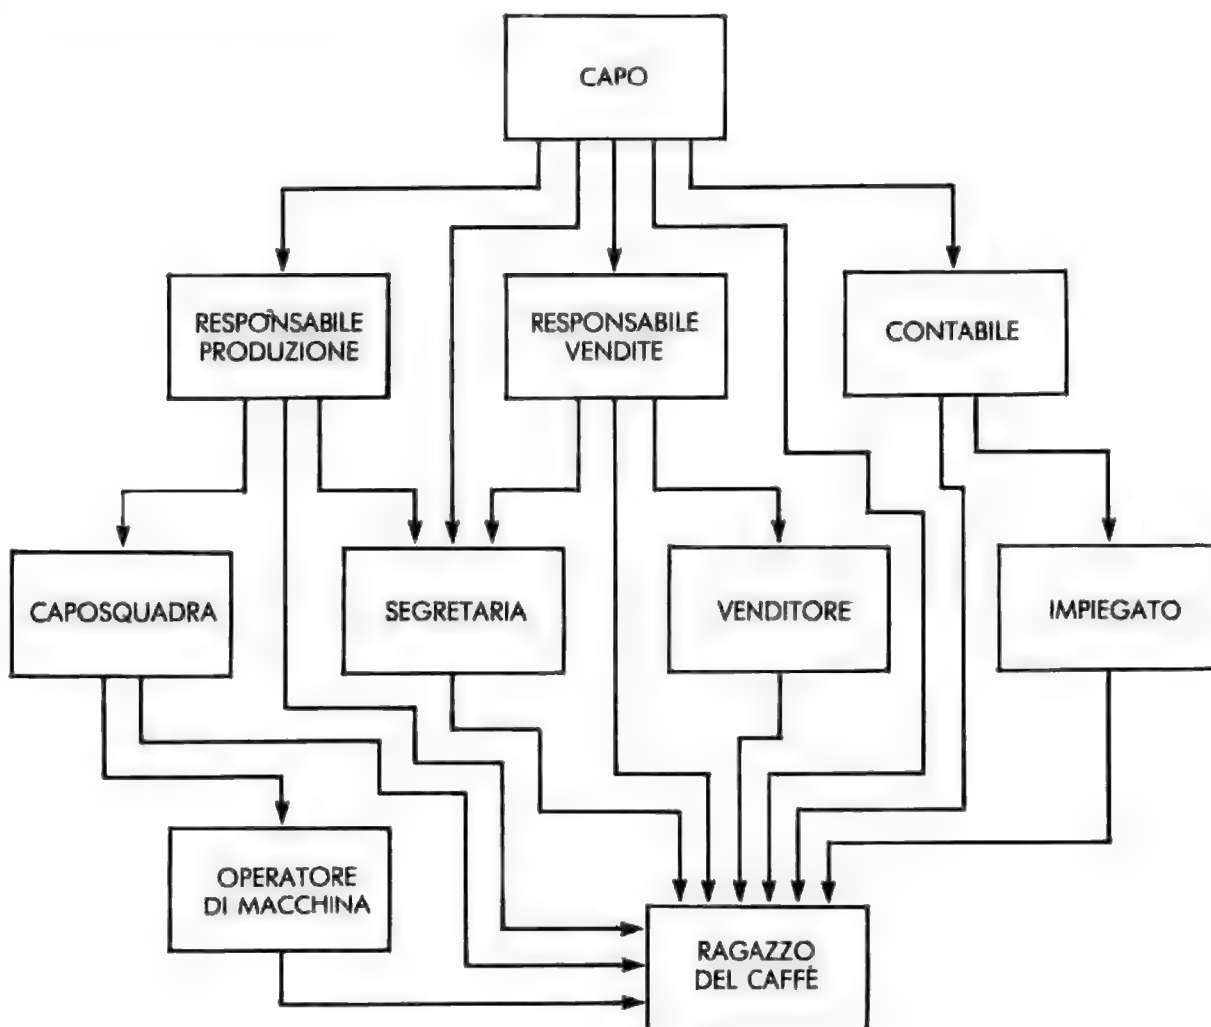 CAPO
RESPONSABILE
PRODUZIONE
RESPONSABILE
VENDITE
CONTABILE
CAPOSQUADRA
SEGRETARIA
VENDITORE
IMPIEGATO
OPERATORE
DI MACCHINA
RAGAZZO
DEL CAFFÈ